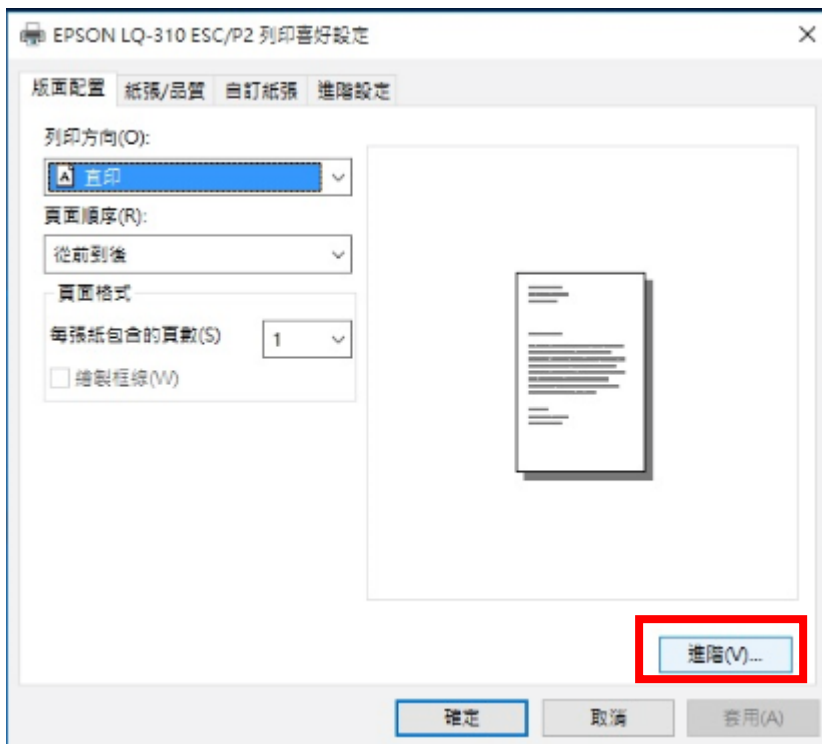 EPSON LQ-310 ESC/P2 列印喜好設定
版面配置 紙張/品質 自訂紙張 進階設定
列印方向(O):
A 直印
頁面順序(R):
從前到後
頁面格式
每張紙包含的頁數(S) 1
繪製框線(W)
進階(V)...
確定 取消 套用(A)